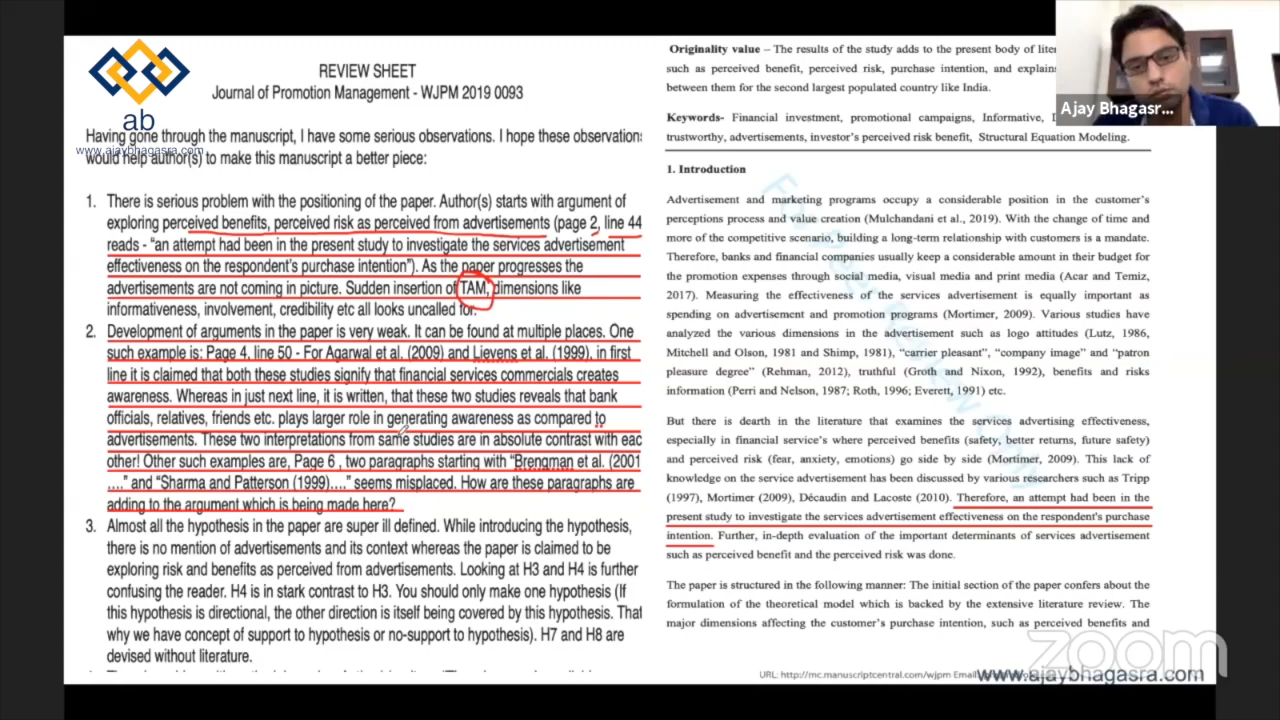 ab
www.ajaybhagasra.com
REVIEW SHEET
Journal of Promotion Management - WJPM 2019 0093
Having gone through the manuscript, I have some serious observations. I hope these observation
would help author(s) to make this manuscript a better piece:
1. There is serious problem with the positioning of the paper. Author(s) starts with argument of
exploring perceived benefits, perceived risk as perceived from advertisements (page 2, line 44
reads - “an attempt had been in the present study to investigate the services advertisement
effectiveness on the respondent's purchase intention”). As the paper progresses the
advertisements are not coming in picture. Sudden insertion of TAM, dimensions like
informativeness, involvement, credibility etc all looks uncalled for.
2. Development of arguments in the paper is very weak. It can be found at multiple places. One
such example is: Page 4, line 50 - For Agarwal et al. (2009) and Lievens et al. (1999), in first
line it is claimed that both these studies signify that financial services commercials creates
awareness. Whereas in just next line, it is written, that these two studies reveals that bank
officials, relatives, friends etc. plays larger role in generating awareness as compared to
advertisements. These two interpretations from same studies are in absolute contrast with eac
other! Other such examples are, Page 6 , two paragraphs starting with “Brengman et al. (2001
....” and “Sharma and Patterson (1999)....” seems misplaced. How are these paragraphs are
adding to the argument which is being made here?
3. Almost all the hypothesis in the paper are super ill defined. While introducing the hypothesis,
there is no mention of advertisements and its context whereas the paper is claimed to be
exploring risk and benefits as perceived from advertisements. Looking at H3 and H4 is further
confusing the reader. H4 is in stark contrast to H3. You should only make one hypothesis (If
this hypothesis is directional, the other direction is itself being covered by this hypothesis. That
why we have concept of support to hypothesis or no-support to hypothesis). H7 and H8 are
devised without literature.
Originality value – The results of the study adds to the present body of liter
such as perceived benefit, perceived risk, purchase intention, and explains
between them for the second largest populated country like India.
Keywords- Financial investment, promotional campaigns, Informative,
trustworthy, advertisements, investor's perceived risk benefit, Structural Equation Modeling.
1. Introduction
Advertisement and marketing programs occupy a considerable position in the customer's
perceptions process and value creation (Mulchandani et al., 2019). With the change of time and
more of the competitive scenario, building a long-term relationship with customers is a mandate.
Therefore, banks and financial companies usually keep a considerable amount in their budget for
the promotion expenses through social media, visual media and print media (Acar and Temiz,
2017). Measuring the effectiveness of the services advertisement is equally important as
spending on advertisement and promotion programs (Mortimer, 2009). Various studies have
analyzed the various dimensions in the advertisement such as logo attitudes (Lutz, 1986,
Mitchell and Olson, 1981 and Shimp, 1981), “carrier pleasant”, “company image” and “patron
pleasure degree” (Rehman, 2012), truthful (Groth and Nixon, 1992), benefits and risks
information (Perri and Nelson, 1987; Roth, 1996; Everett, 1991) etc.
But there is dearth in the literature that examines the services advertising effectiveness,
especially in financial service's where perceived benefits (safety, better returns, future safety)
and perceived risk (fear, anxiety, emotions) go side by side (Mortimer, 2009). This lack of
knowledge on the service advertisement has been discussed by various researchers such as Tripp
(1997), Mortimer (2009), Décaudin and Lacoste (2010). Therefore, an attempt had been in the
present study to investigate the services advertisement effectiveness on the respondent's purchase
intention. Further, in-depth evaluation of the important determinants of services advertisement
such as perceived benefit and the perceived risk was done.
The paper is structured in the following manner: The initial section of the paper confers about the
formulation of the theoretical model which is backed by the extensive literature review. The
major dimensions affecting the customer's purchase intention, such as perceived benefits and
URL: http://mc.manuscriptcentral.com/wjpm Email
Ajay Bhagasr...
zoom
www.ajaybhagasra.com